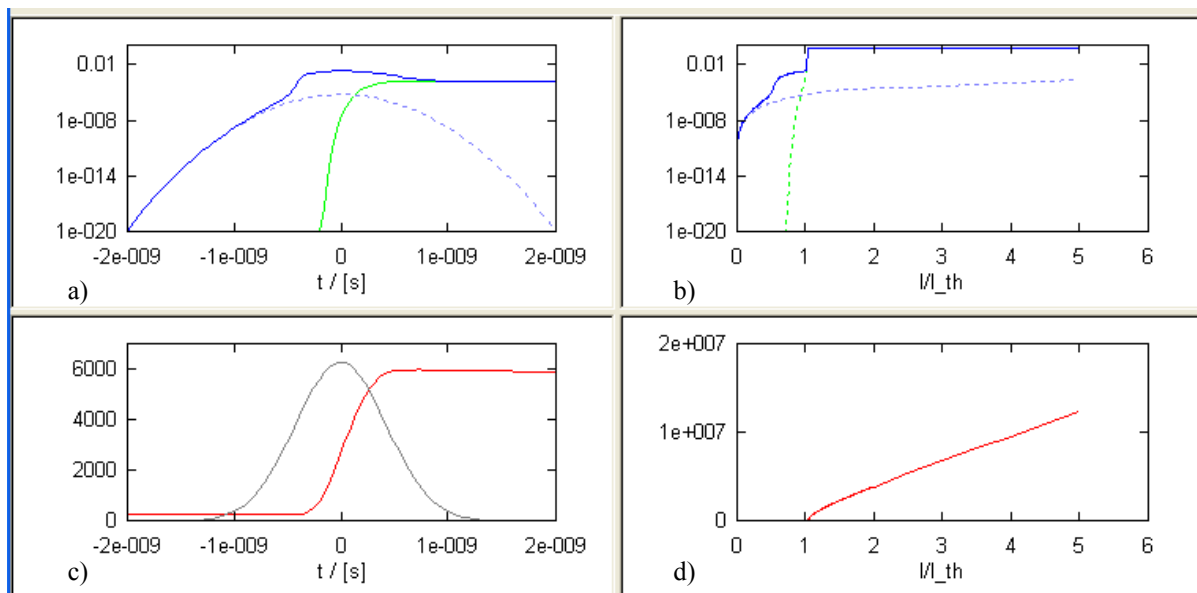 0.01
1e-008
1e-014
1e-020
-2e-009 -1e-009 0 1e-009 2e-009
t / [s]
a)
0.01
1e-008
1e-014
1e-020
0 1 2 3 4 5 6
I/I_th
b)
6000
4000
2000
0
-2e-009 -1e-009 0 1e-009 2e-009
t / [s]
c)
2e+007
1e+007
0
0 1 2 3 4 5 6
I/I_th
d)